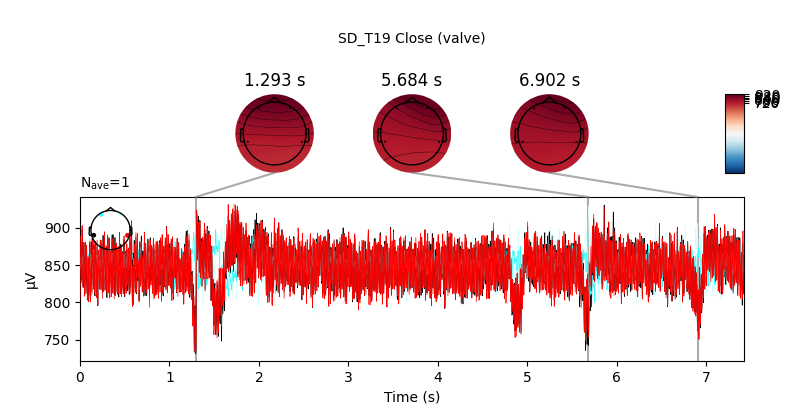 SD_T19 Close (valve)
1.293 s 5.684 s 6.902 s
Nave=1
900
850
800
750
µV
0 1 2 3 4 5 6 7
Time (s)